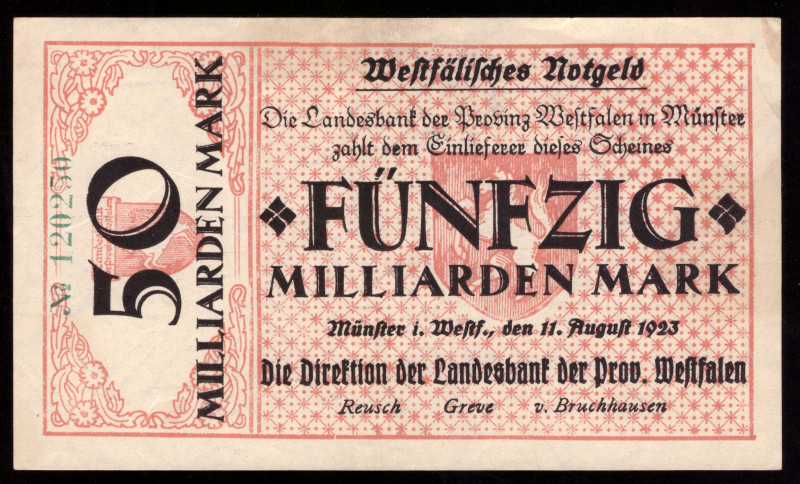 № 120250
50
MILLIARDEN MARK
Westfälisches Notgeld
Die Landesbank der Provinz Westfalen in Münster
zahlt dem Einlieferer dieses Scheines
FÜNFZIG
MILLIARDEN MARK
Münster i. Westf., den 11. August 1923
Die Direktion der Landesbank der Prov. Westfalen
Reusch Greve v. Bruchhausen